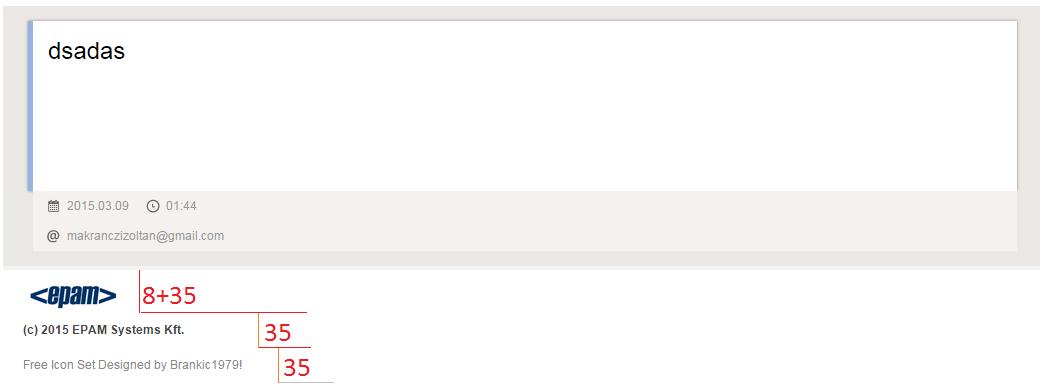 dsadas
2015.03.09 01:44
@ makranczizoltan@gmail.com
<epam> 8+35
(c) 2015 EPAM Systems Kft. 35
Free Icon Set Designed by Brankic1979! 35